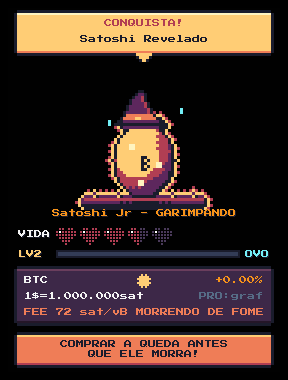 CONQUISTA!
Satoshi Revelado
Satoshi Jr - GARIMPANDO
VIDA
LV2 OVO
BTC +0.00%
1$=1.000.000sat PRO:graf
FEE 72 sat/vB MORRENDO DE FOME
COMPRAR A QUEDA ANTES
QUE ELE MORRA!